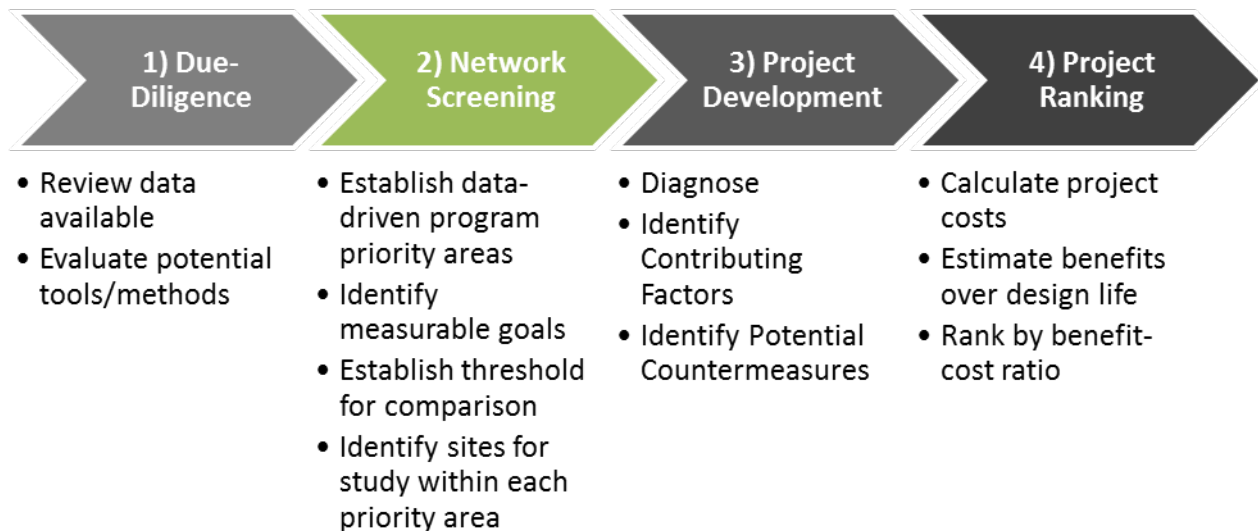 1) Due-
Diligence
• Review data
available
• Evaluate potential
tools/methods
2) Network
Screening
• Establish data-
driven program
priority areas
• Identify
measurable goals
• Establish threshold
for comparison
• Identify sites for
study within each
priority area
3) Project
Development
• Diagnose
• Identify
Contributing
Factors
• Identify Potential
Countermeasures
4) Project
Ranking
• Calculate project
costs
• Estimate benefits
over design life
• Rank by benefit-
cost ratio